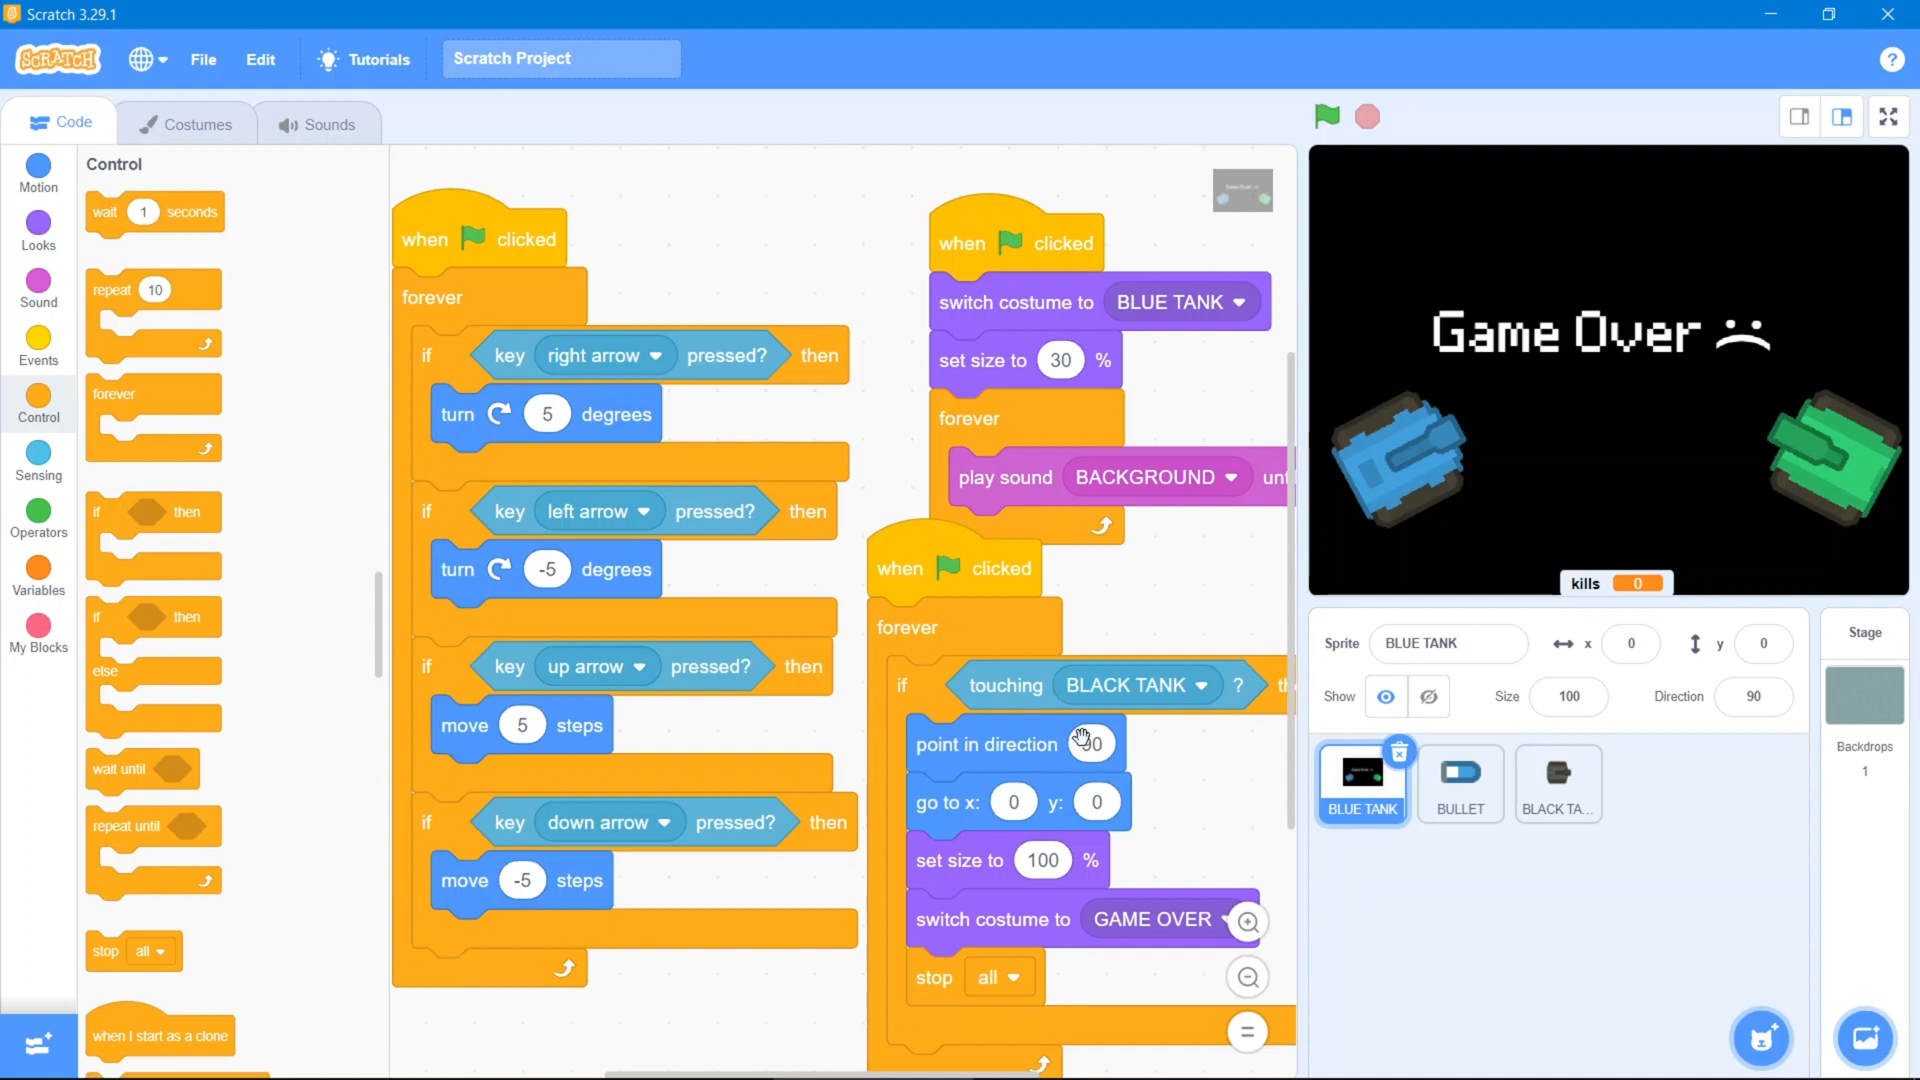 Scratch 3.29.1
SCRATCH
File
Edit
Tutorials
Scratch Project
?
Code
Costumes
Sounds
Motion
Looks
Sound
Events
Control
Sensing
Operators
Variables
My Blocks
Control
wait 1 seconds
repeat 10
forever
if then
if then
else
wait until
repeat until
stop all
when I start as a clone
when clicked
forever
if key right arrow pressed? then
turn 5 degrees
if key left arrow pressed? then
turn -5 degrees
if key up arrow pressed? then
move 5 steps
if key down arrow pressed? then
move -5 steps
when clicked
switch costume to BLUE TANK
set size to 30 %
forever
play sound BACKGROUND
when clicked
forever
if touching BLACK TANK ?
point in direction
go to x: 0 y: 0
set size to 100 %
switch costume to GAME OVER
stop all
Game Over
kills 0
Sprite BLUE TANK x 0 y 0
Show Size 100 Direction 90
BLUE TANK
BULLET
BLACK TA...
Stage
Backdrops
1